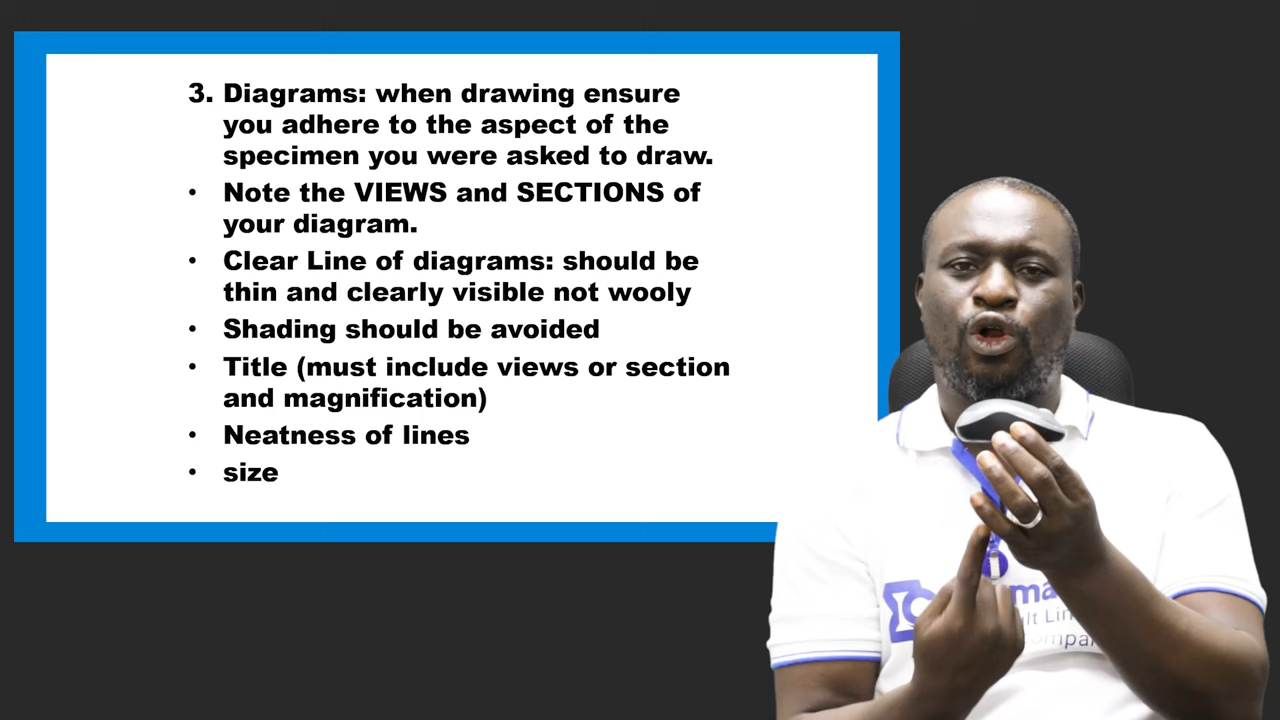 3. Diagrams: when drawing ensure
you adhere to the aspect of the
specimen you were asked to draw.
• Note the VIEWS and SECTIONS of
your diagram.
• Clear Line of diagrams: should be
thin and clearly visible not wooly
• Shading should be avoided
• Title (must include views or section
and magnification)
• Neatness of lines
• size